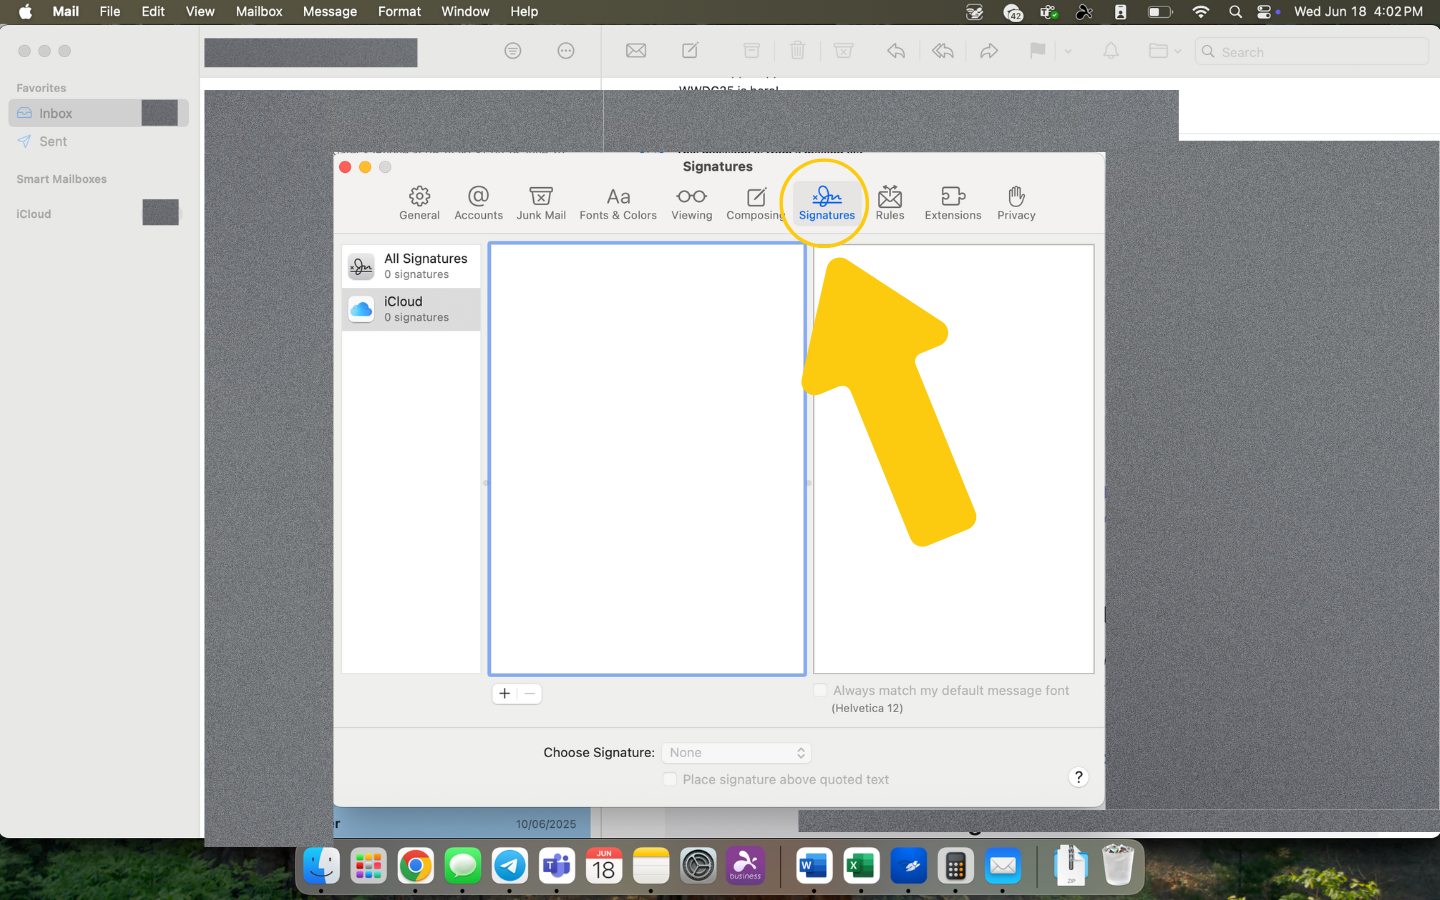 Mail File Edit View Mailbox Message Format Window Help 42 Wed Jun 18 4:02 PM
Search
Favorites
Inbox
Sent
Smart Mailboxes
iCloud
WWDC25 is here!
Signatures
General Accounts Junk Mail Fonts & Colors Viewing Composing Signatures Rules Extensions Privacy
All Signatures
0 signatures
iCloud
0 signatures
+ −
Always match my default message font
(Helvetica 12)
Choose Signature: None
Place signature above quoted text
?
er 10/06/2025
JUN
18
business
ZIP